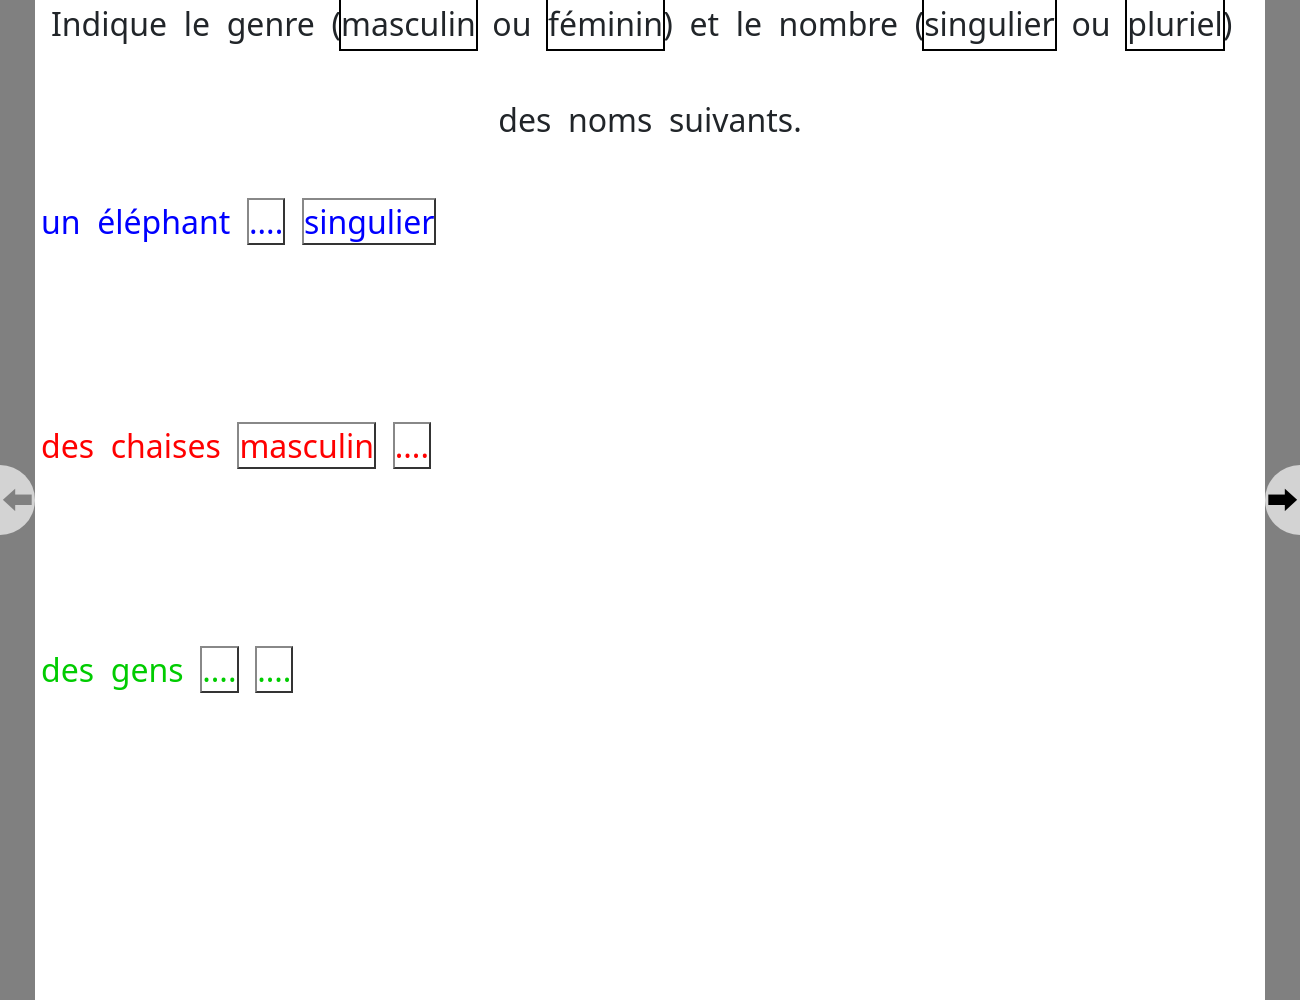 Indique le genre (masculin ou féminin) et le nombre (singulier ou pluriel)
des noms suivants.
un éléphant .... singulier
des chaises masculin ....
des gens .... ....